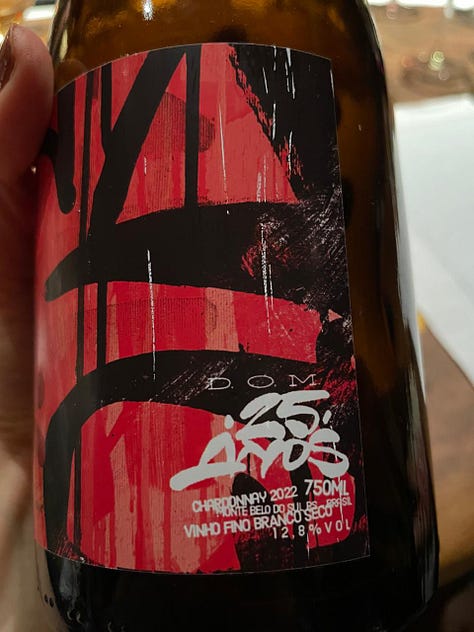 D.O.M
.25.
ANOS
CHARDONNAY 2022 750ML
MONTE BELO DO SUL RS - BRASIL
VINHO FINO BRANCO SECO
12,8%VOL